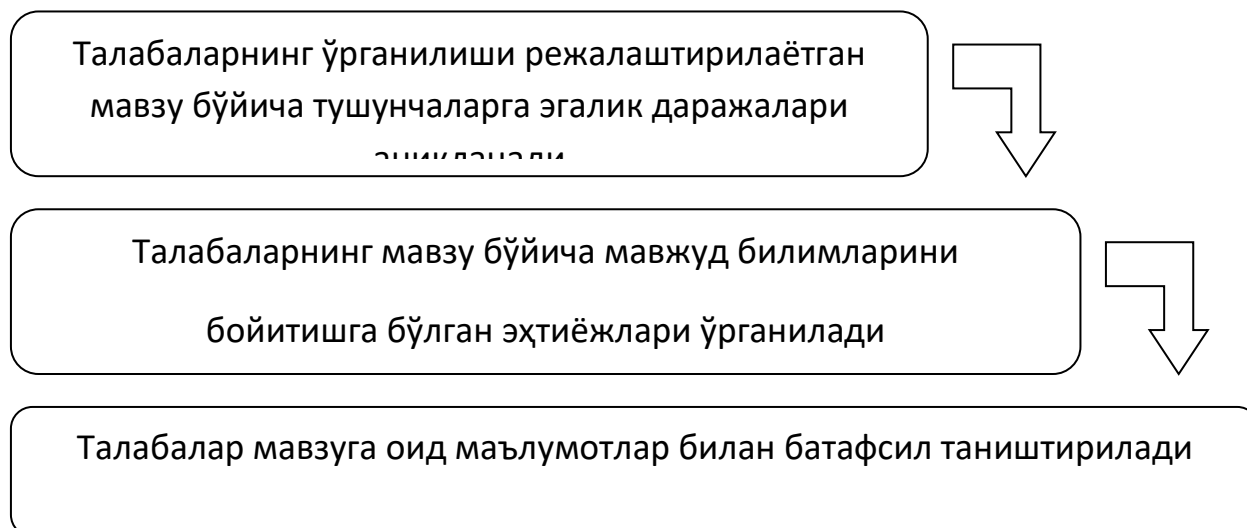 Талабаларнинг ўрганилиши режалаштирилаётган
мавзу бўйича тушунчаларга эгалик даражалари
аниқланади
Талабаларнинг мавзу бўйича мавжуд билимларини
бойитишга бўлган эҳтиёжлари ўрганилади
Талабалар мавзуга оид маълумотлар билан батафсил таништирилади